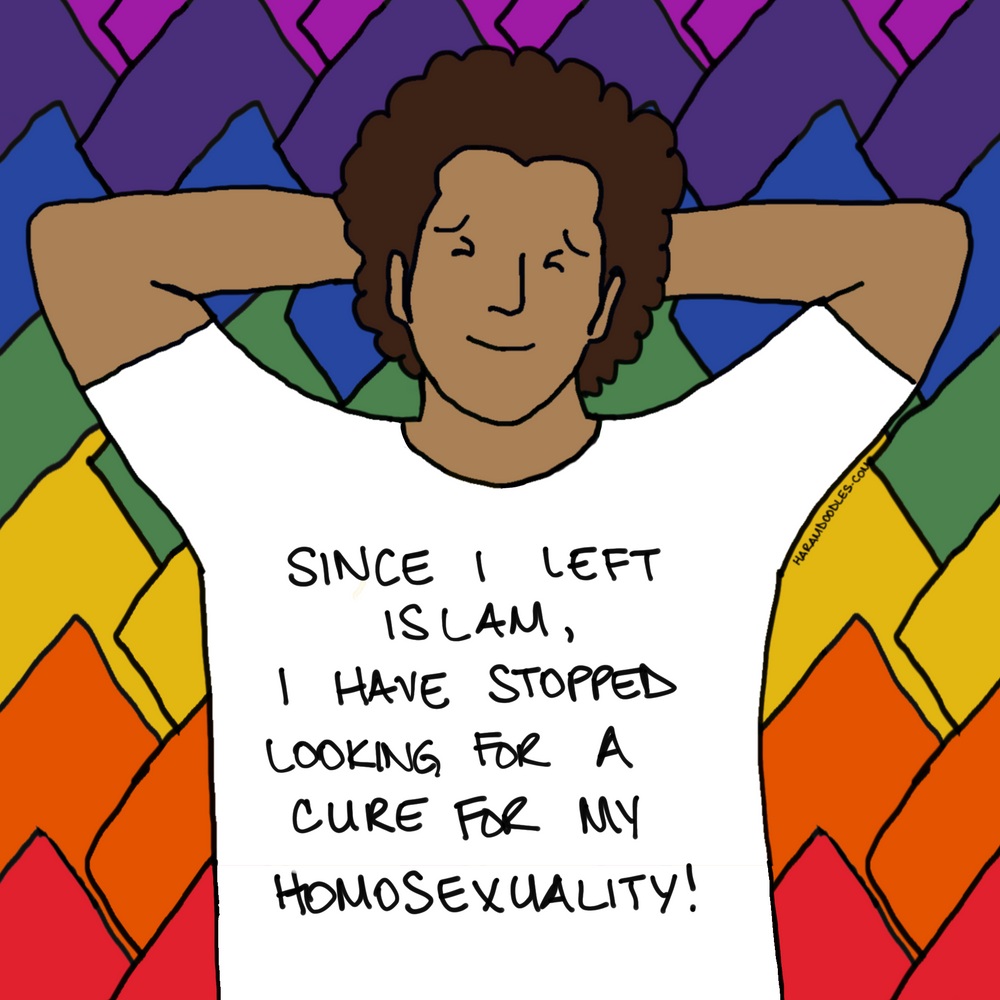 SINCE I LEFT
ISLAM,
I HAVE STOPPED
LOOKING FOR A
CURE FOR MY
HOMOSEXUALITY!
HARAMDOODLES.COM